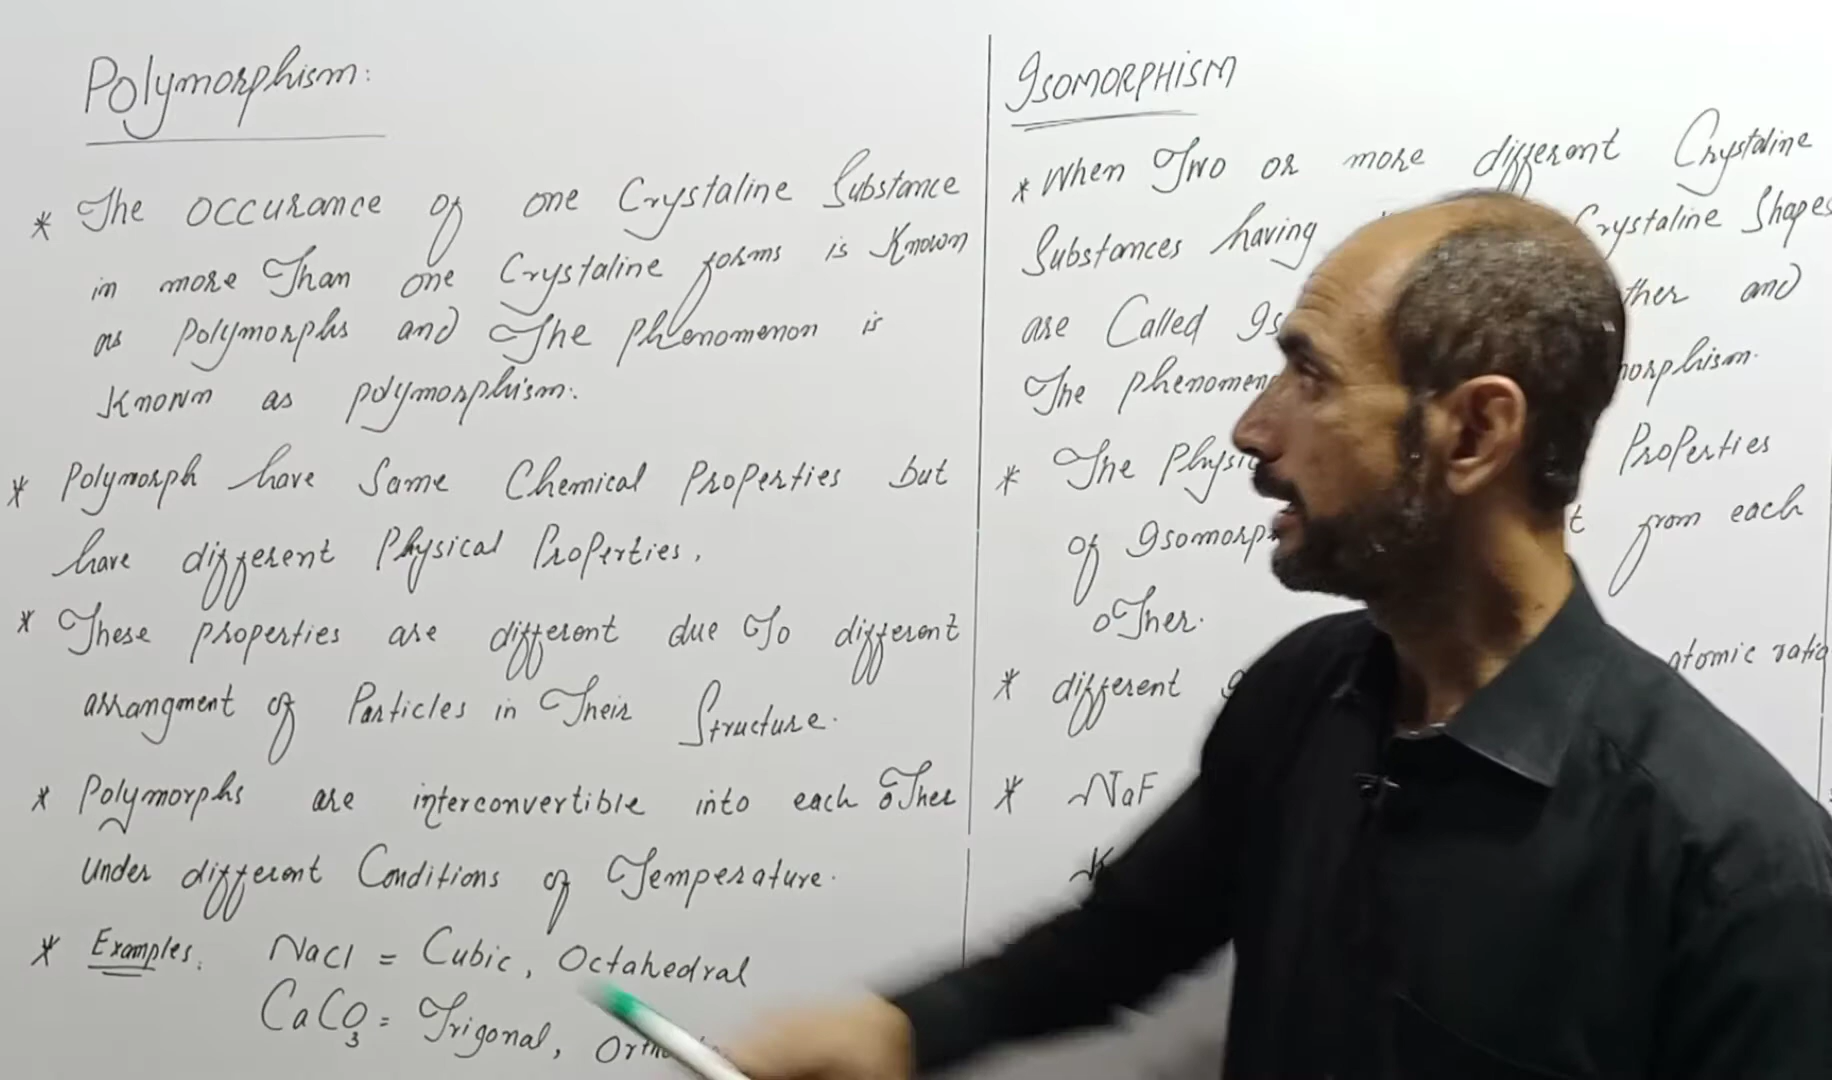 Polymorphism:
* The occurance of one Crystaline Substance
in more Than one Crystaline forms is Known
as polymorphs and The phenomenon is
Known as polymorphism.
* Polymorph have Same Chemical Properties but
have different Physical Properties.
* These properties are different due To different
arrangment of Particles in Their Structure.
* Polymorphs are interconvertible into each oTher
under different Conditions of Temperature.
* Examples: NaCl = Cubic, Octahedral
CaCO3 = Trigonal,
ISOMORPHISM
* When Two or more different Crystaline
Substances having Crystaline Shapes
are Called and
The
* The Properties
of from each
oTher.
* different atomic ratio
* NaF